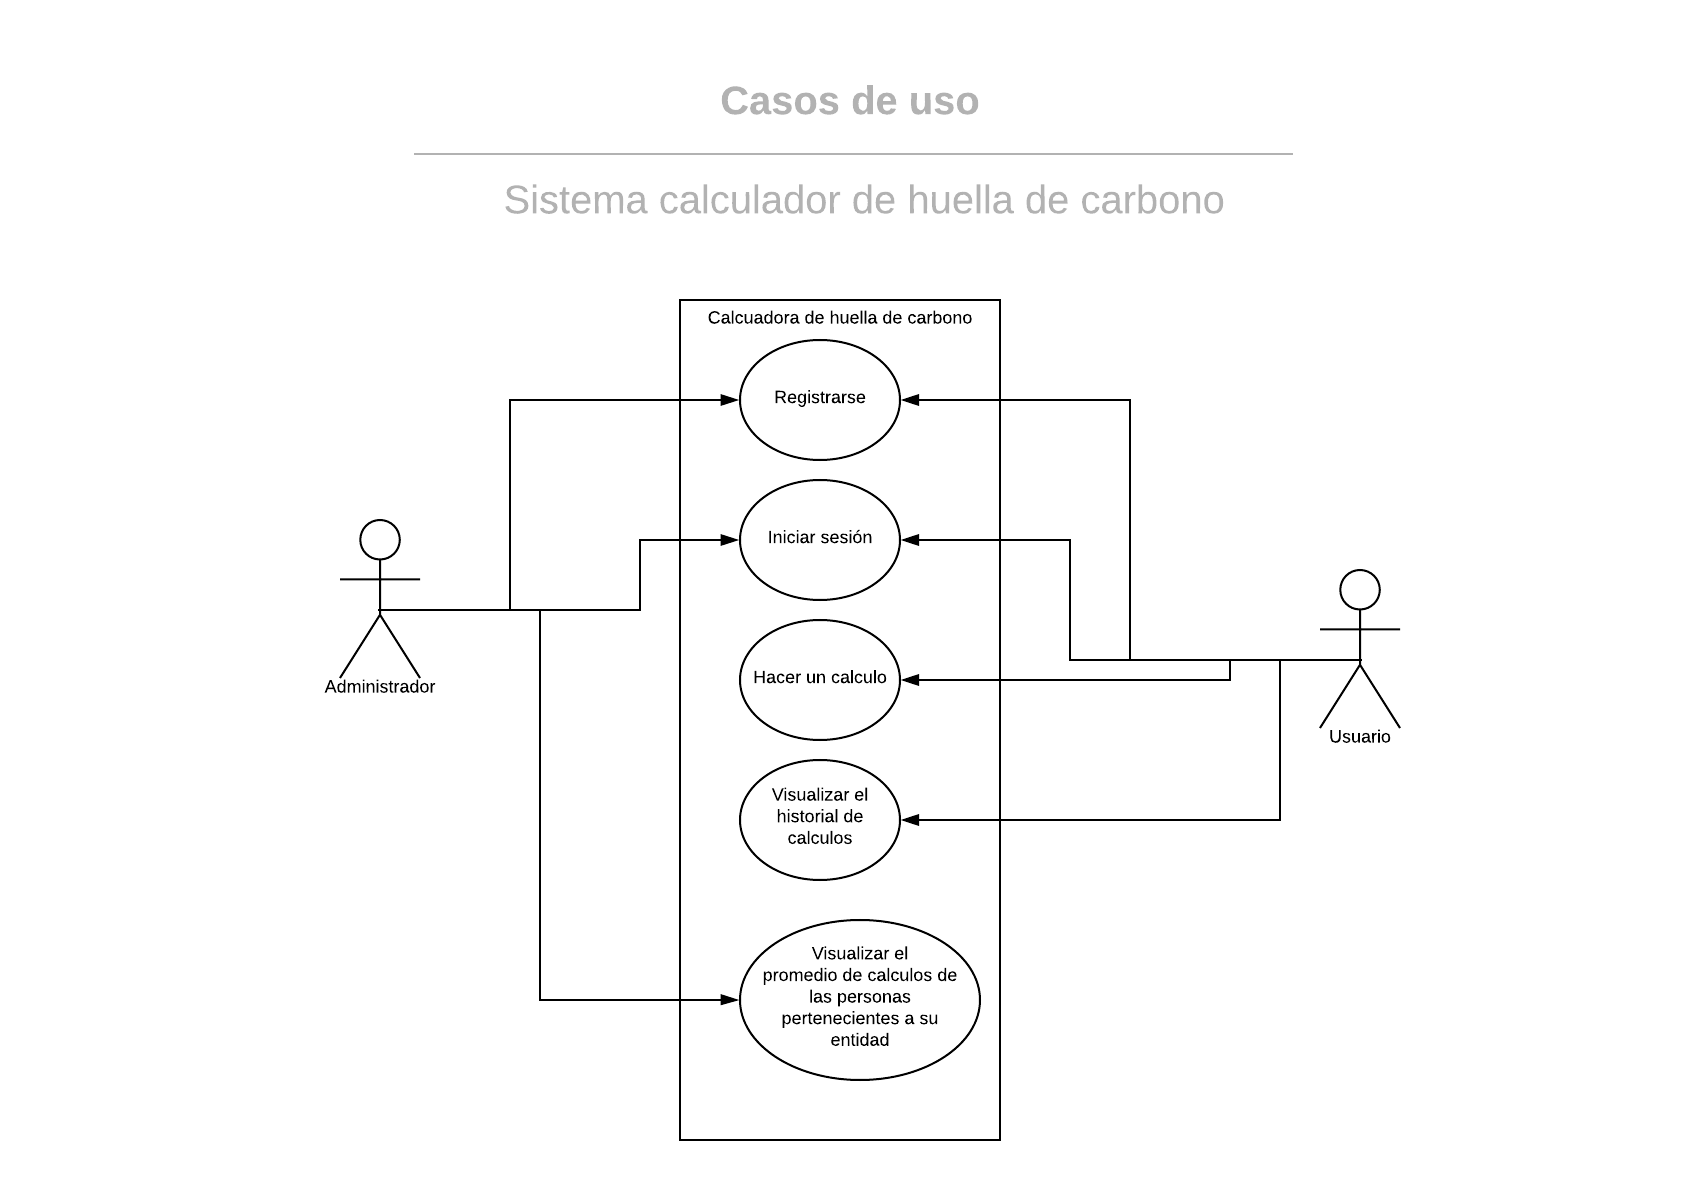 Casos de uso
Sistema calculador de huella de carbono
Calcuadora de huella de carbono
Registrarse
Iniciar sesión
Hacer un calculo
Administrador
Usuario
Visualizar el
historial de
calculos
Visualizar el
promedio de calculos de
las personas
pertenecientes a su
entidad